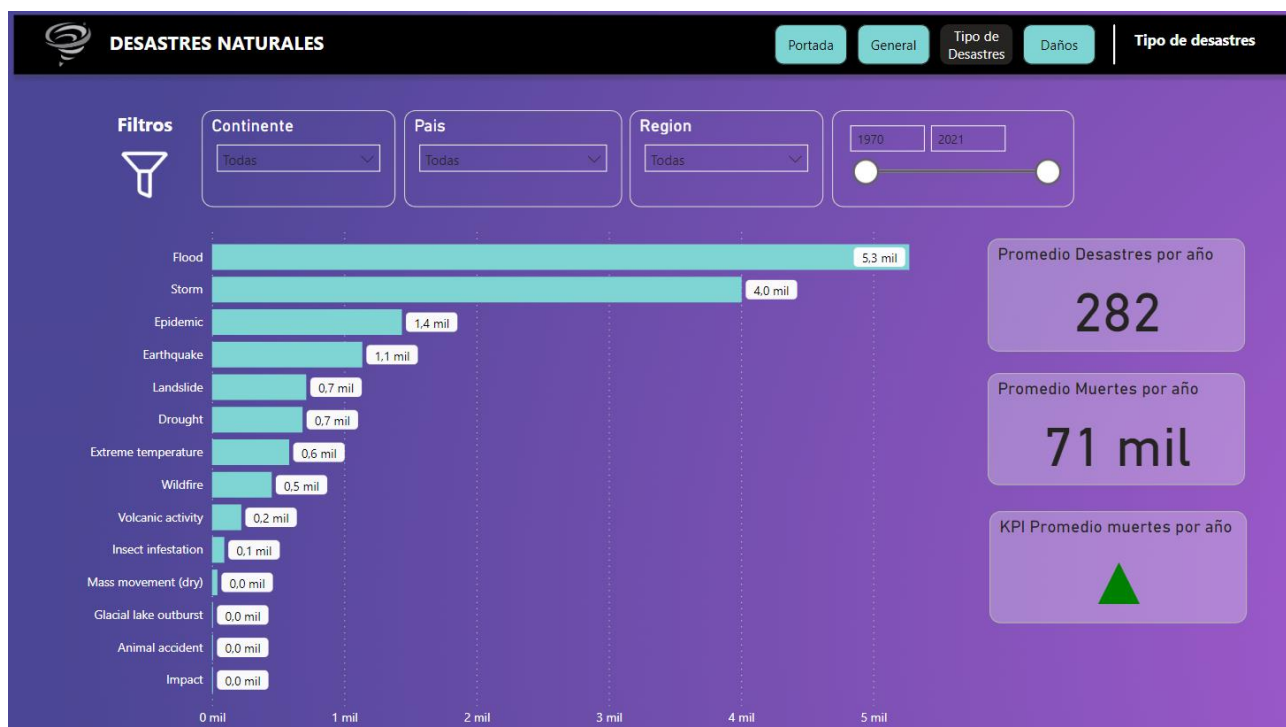 DESASTRES NATURALES
Portada
General
Tipo de
Desastres
Daños
Tipo de desastres
Filtros
Continente
Todas
Pais
Todas
Region
Todas
1970
2021
Flood
5,3 mil
Storm
4,0 mil
Epidemic
1,4 mil
Earthquake
1,1 mil
Landslide
0,7 mil
Drought
0,7 mil
Extreme temperature
0,6 mil
Wildfire
0,5 mil
Volcanic activity
0,2 mil
Insect infestation
0,1 mil
Mass movement (dry)
0,0 mil
Glacial lake outburst
0,0 mil
Animal accident
0,0 mil
Impact
0,0 mil
0 mil
1 mil
2 mil
3 mil
4 mil
5 mil
Promedio Desastres por año
282
Promedio Muertes por año
71 mil
KPI Promedio muertes por año